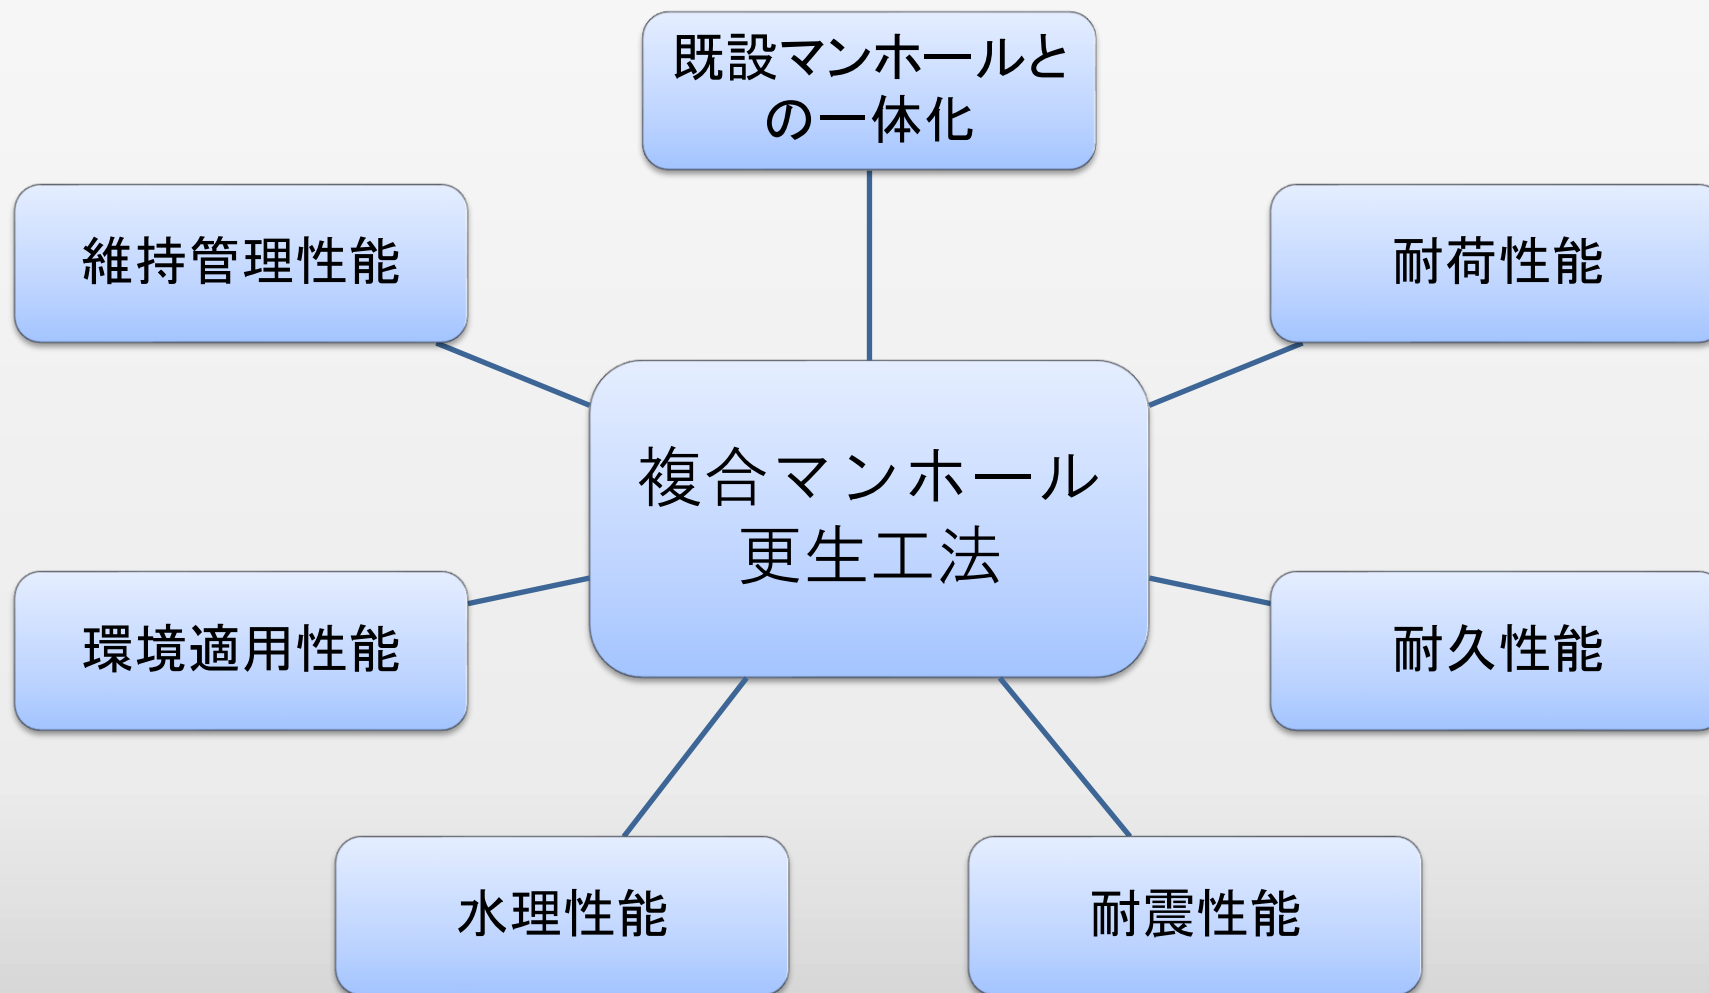 既設マンホールと
の一体化
維持管理性能
耐荷性能
複合マンホール
更生工法
環境適用性能
耐久性能
水理性能
耐震性能